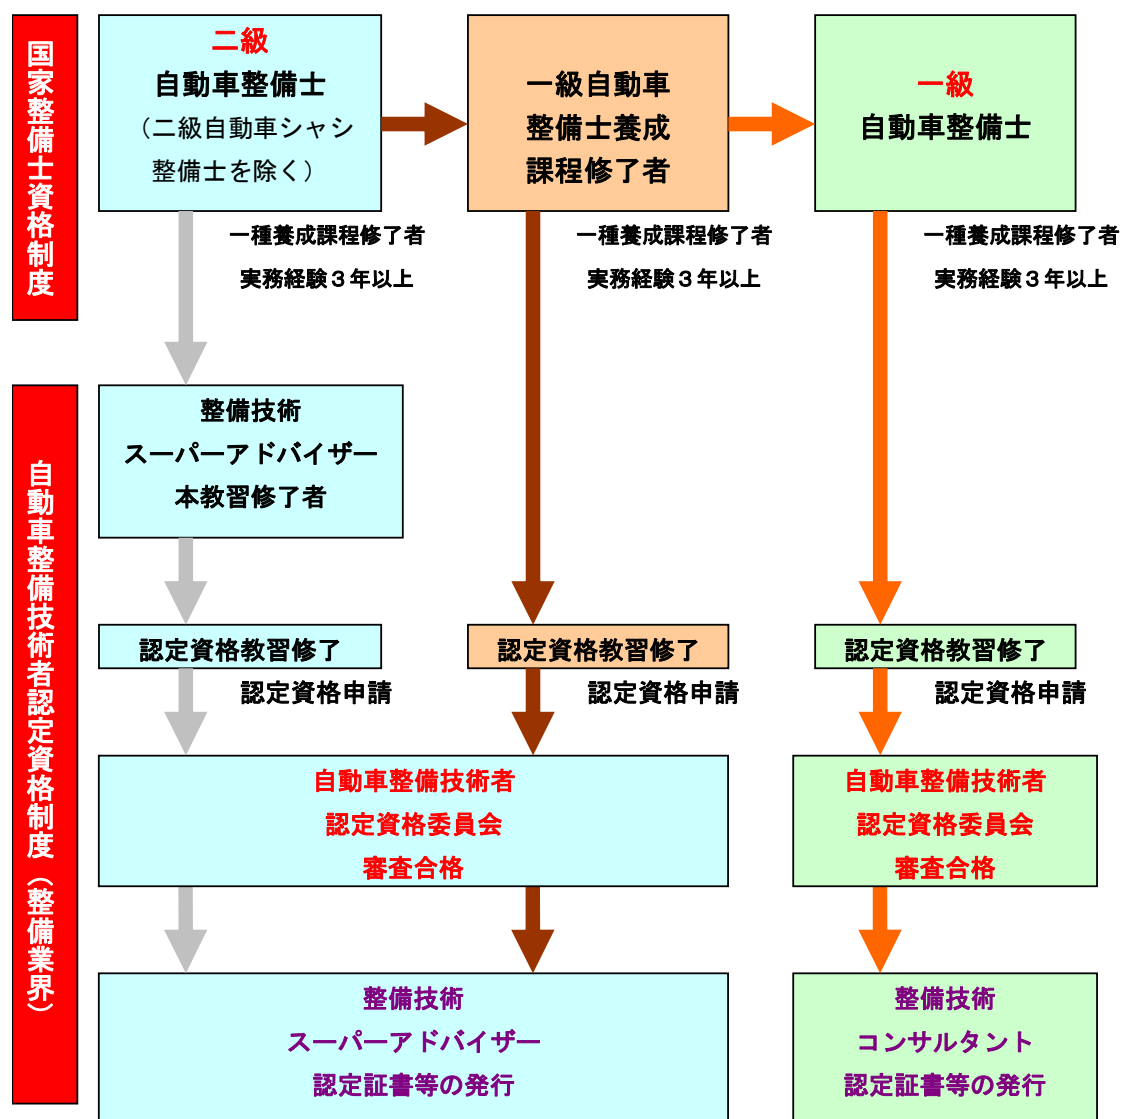 国家整備士資格制度
二級
自動車整備士
（二級自動車シャシ
整備士を除く）
一級自動車
整備士養成
課程修了者
一級
自動車整備士
一種養成課程修了者
実務経験３年以上
一種養成課程修了者
実務経験３年以上
一種養成課程修了者
実務経験３年以上
自動車整備技術者認定資格制度（整備業界）
整備技術
スーパーアドバイザー
本教習修了者
認定資格教習修了
認定資格教習修了
認定資格教習修了
認定資格申請
認定資格申請
認定資格申請
自動車整備技術者
認定資格委員会
審査合格
自動車整備技術者
認定資格委員会
審査合格
整備技術
スーパーアドバイザー
認定証書等の発行
整備技術
コンサルタント
認定証書等の発行